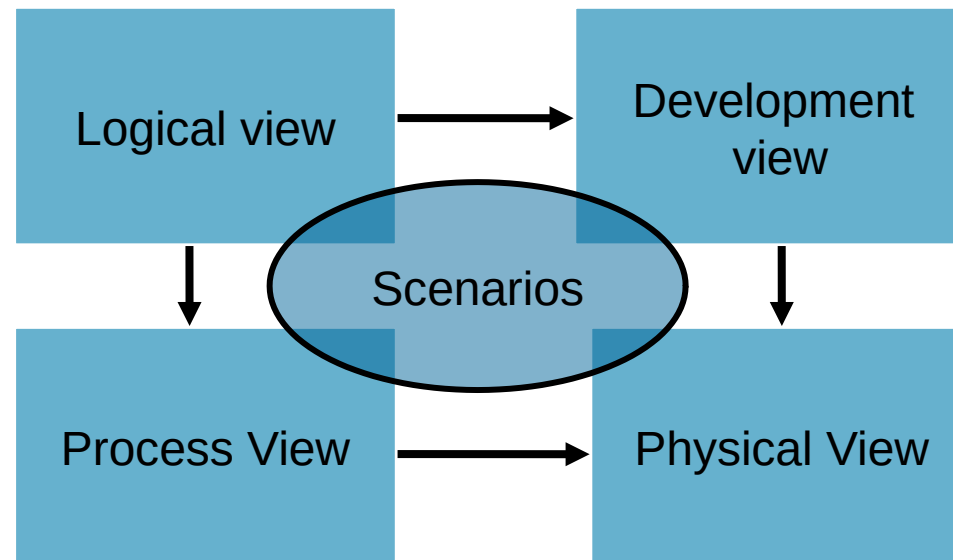 Logical view
Development
view
Scenarios
Process View
Physical View